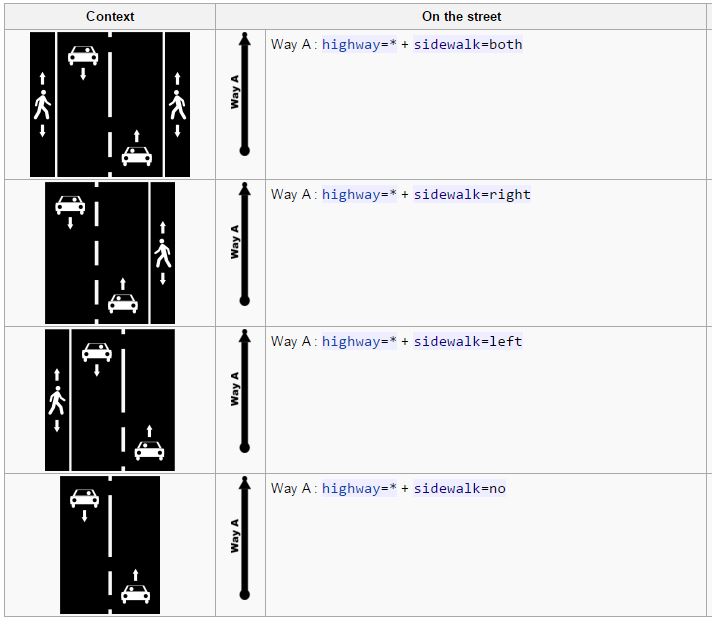 Context
On the street
Way A
Way A : highway=* + sidewalk=both
Way A
Way A : highway=* + sidewalk=right
Way A
Way A : highway=* + sidewalk=left
Way A
Way A : highway=* + sidewalk=no